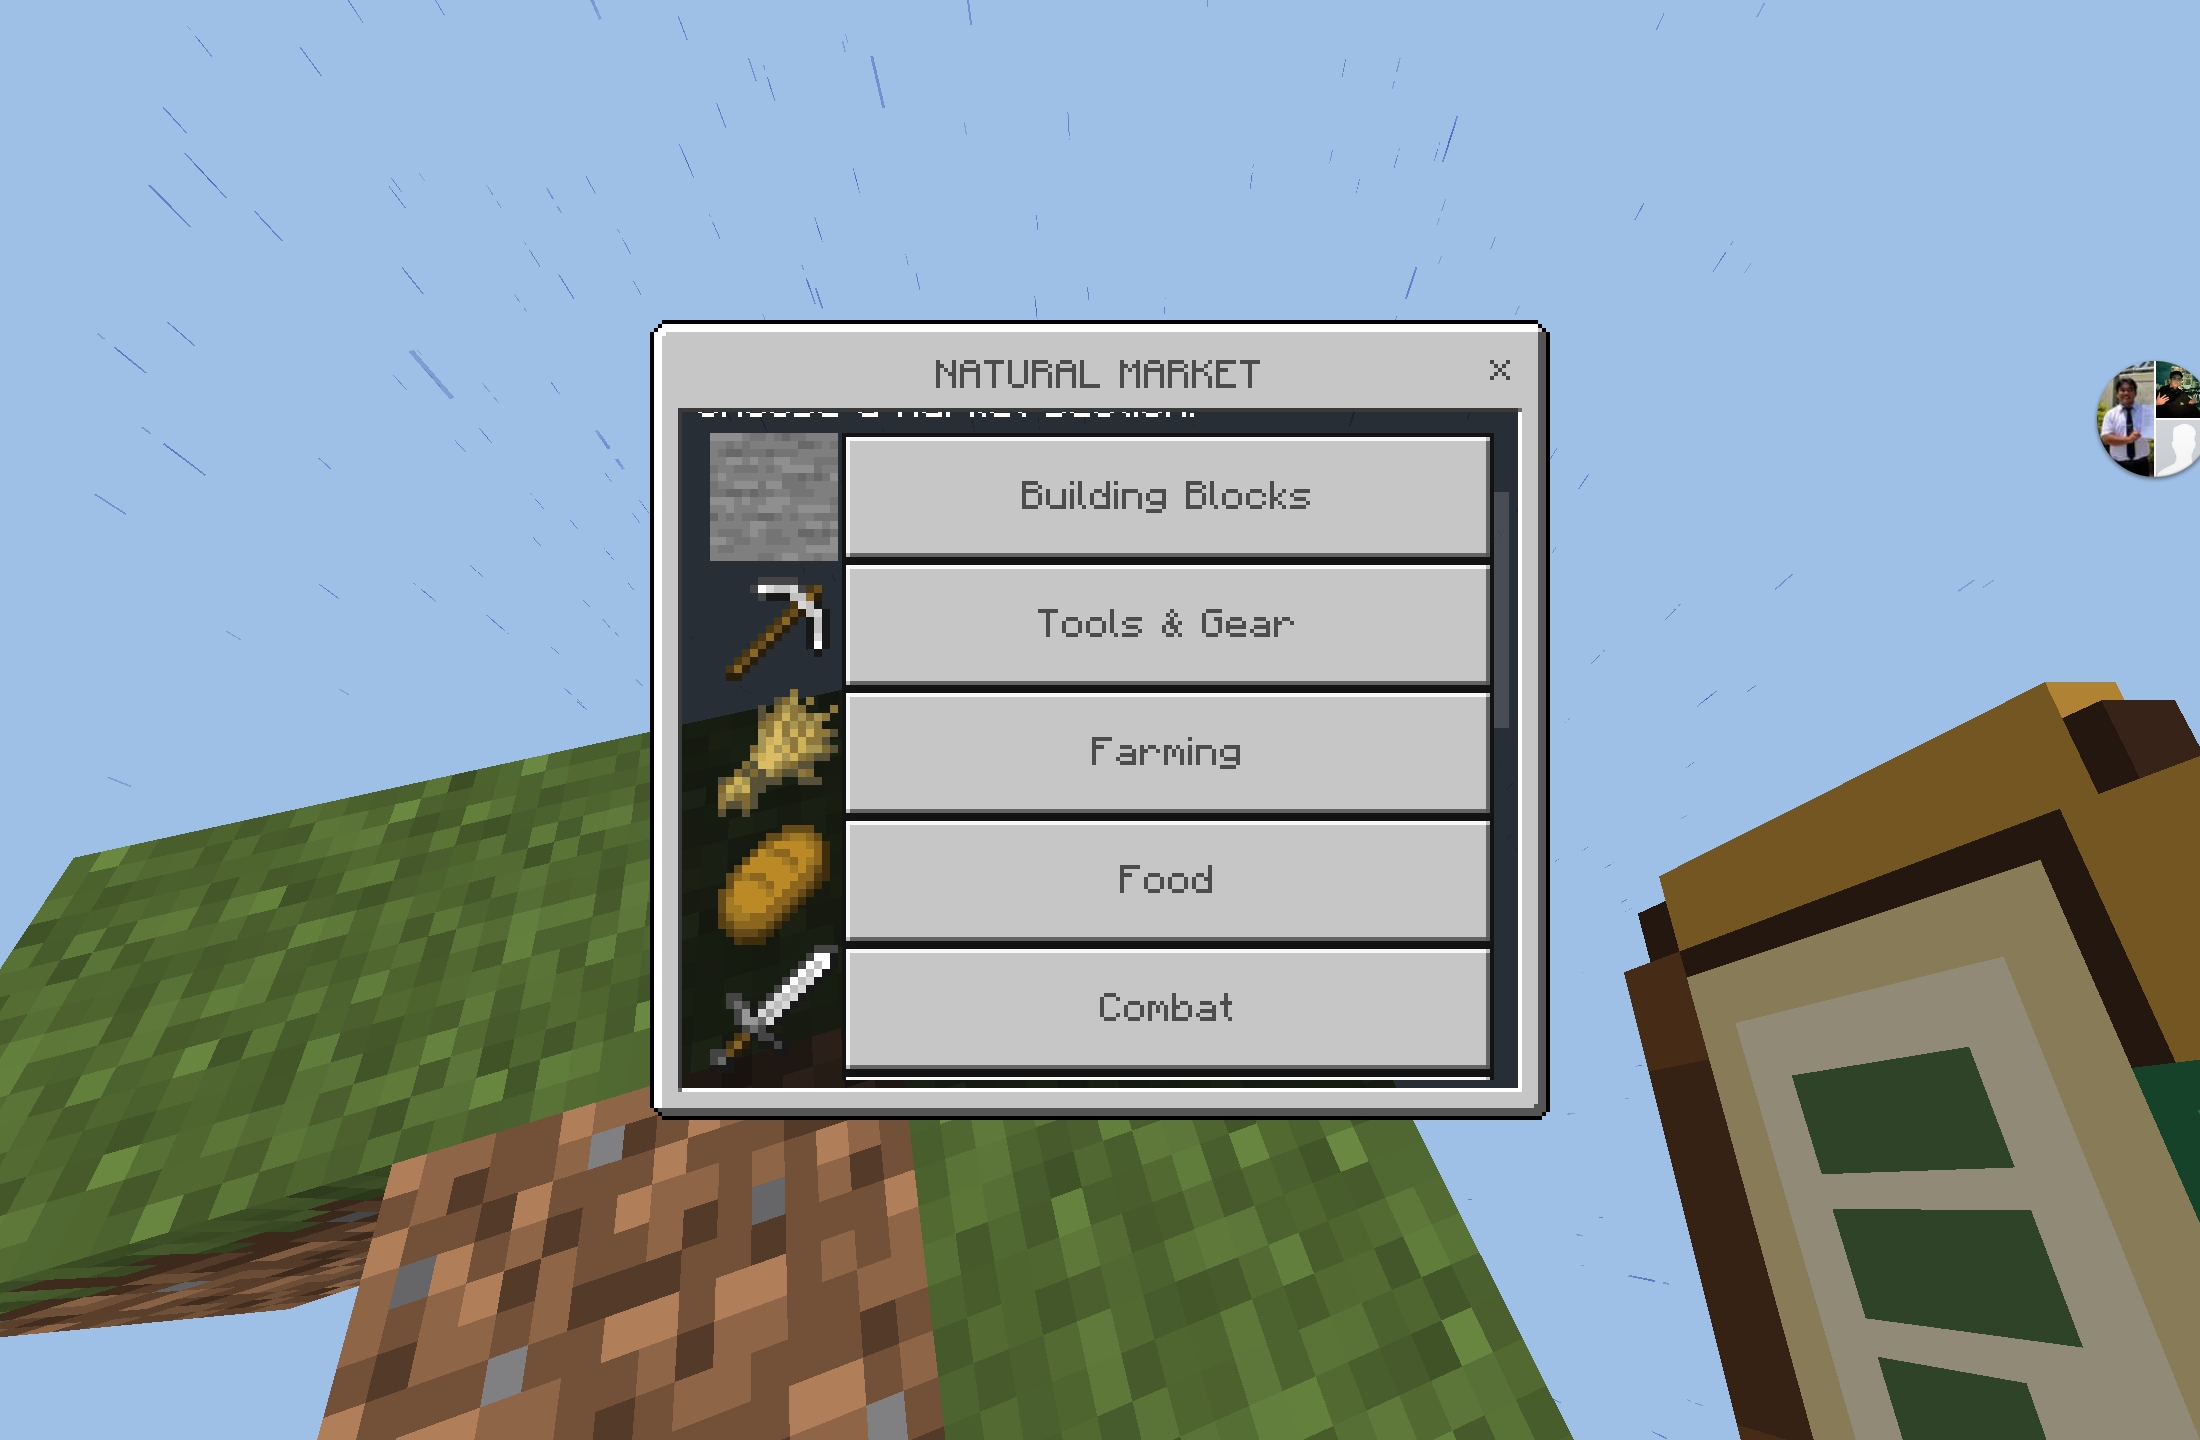 NATURAL MARKET
Building Blocks
Tools & Gear
Farming
Food
Combat